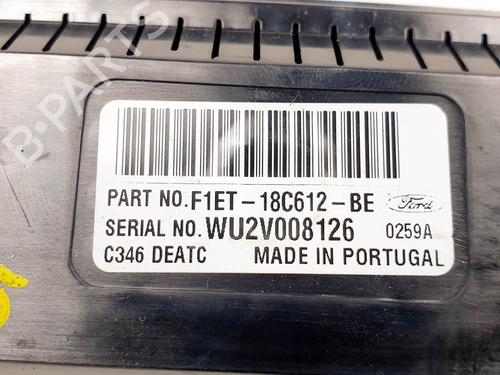 B-PARTS
PART NO. F1ET-18C612-BE Ford
SERIAL NO. WU2V008126 0259A
C346 DEATC MADE IN PORTUGAL